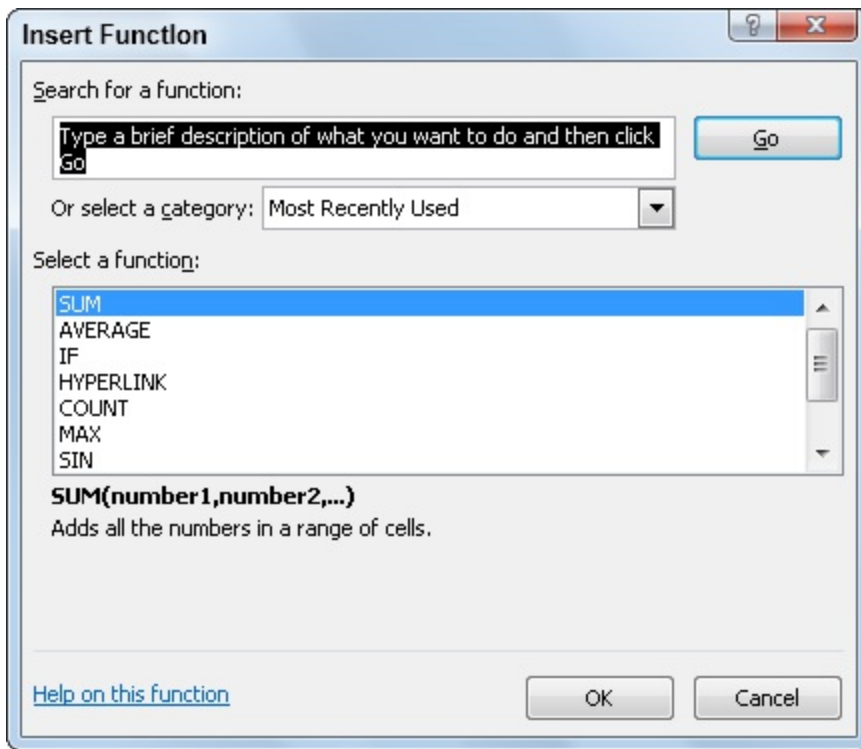 Insert Function
Search for a function:
Type a brief description of what you want to do and then click
Go
Go
Or select a category: Most Recently Used
Select a function:
SUM
AVERAGE
IF
HYPERLINK
COUNT
MAX
SIN
SUM(number1,number2,...)
Adds all the numbers in a range of cells.
Help on this function
OK
Cancel